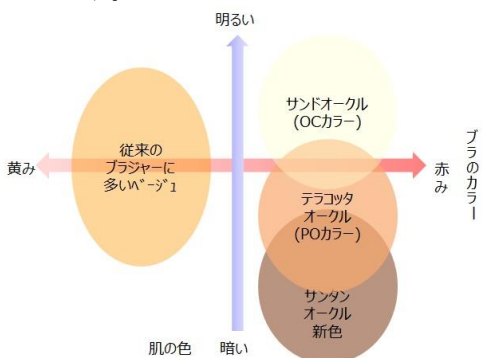 明るい
サンドオークル
(OCカラー)
従来の
ブラジャーに
多いベージュ
黄み
赤み
ブラのカラー
テラコッタ
オークル
(POカラー)
サンタン
オークル
新色
肌の色
暗い